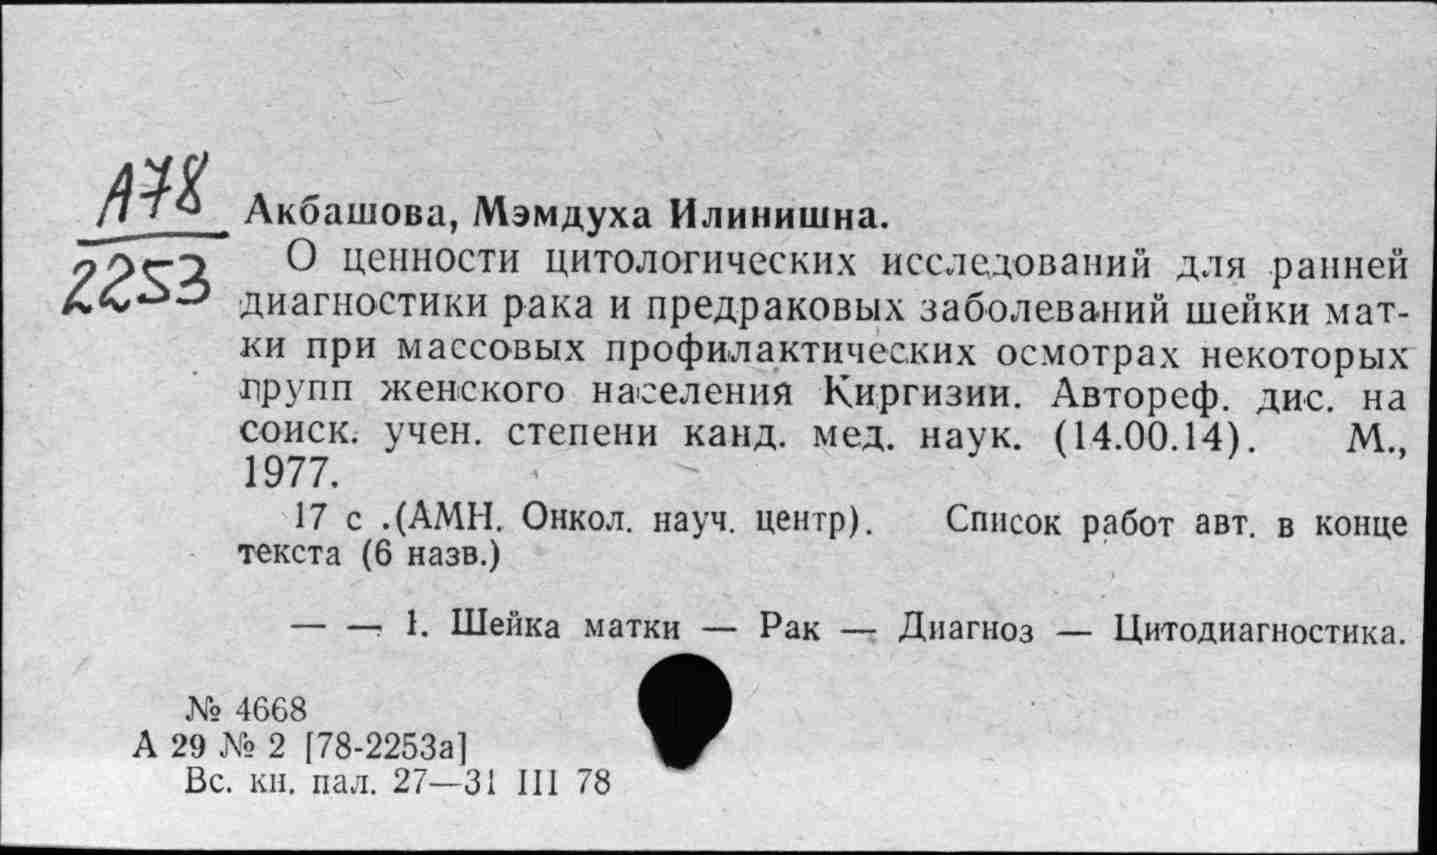 А78
2253
Акбашова, Мэмдуха Илинишна.
О ценности цитологических исследований для ранней
диагностики рака и предраковых заболеваний шейки мат-
ки при массовых профилактических осмотрах некоторых
групп женского населения Киргизии. Автореф. дис. на
соиск. учен. степени канд. мед. наук. (14.00.14). М.,
1977.
17 с .(АМН. Онкол. науч. центр). Список работ авт. в конце
текста (6 назв.)
— — 1. Шейка матки — Рак — Диагноз — Цитодиагностика.
№ 4668
А 29 № 2 [78-2253а]
Вс. кн. пал. 27—31 III 78